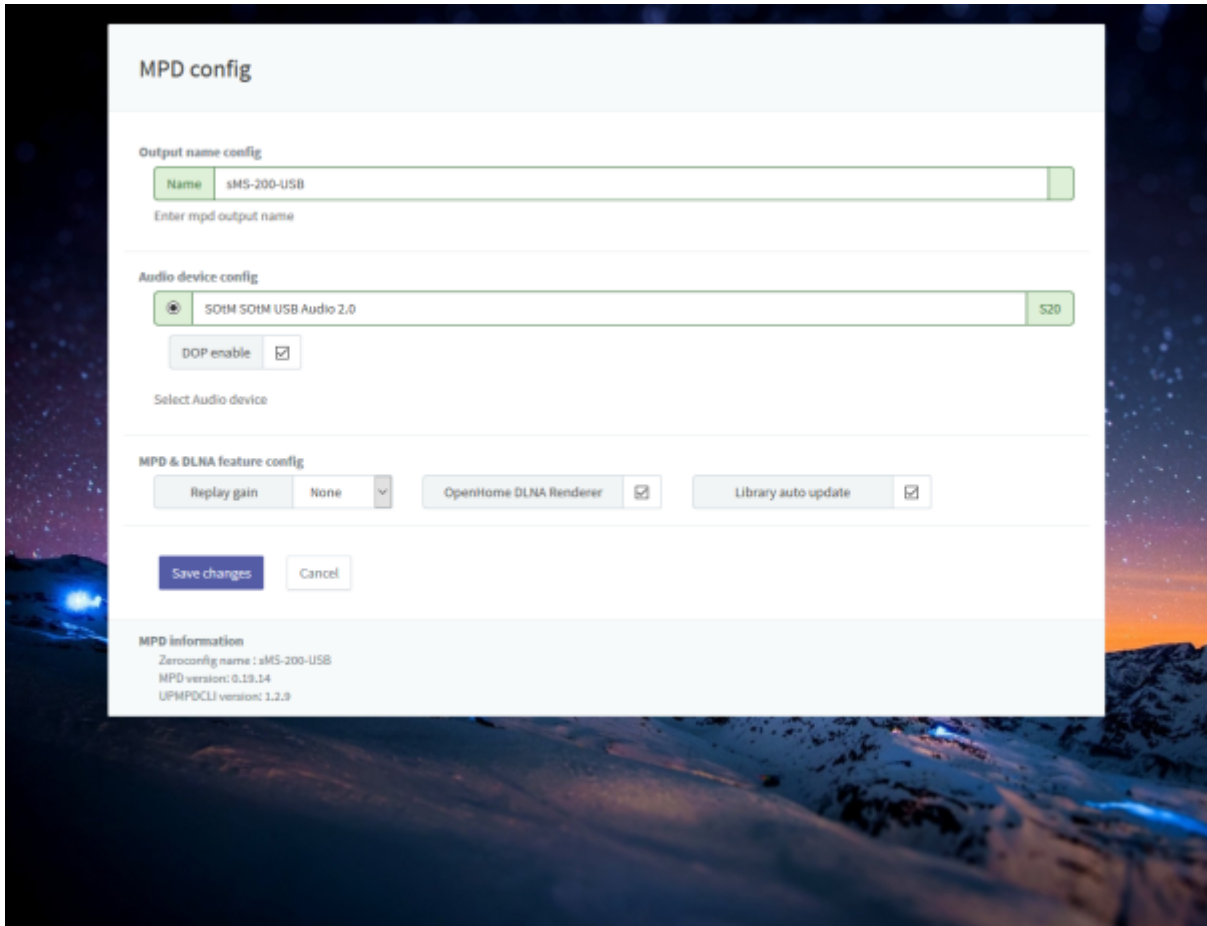 MPD config
Output name config
Name sMS-200-USB
Enter mpd output name
Audio device config
SOtM SOtM USB Audio 2.0 S20
DOP enable
Select Audio device
MPD & DLNA feature config
Replay gain None OpenHome DLNA Renderer Library auto update
Save changes Cancel
MPD information
Zeroconfig name : sMS-200-USB
MPD version: 0.19.14
UPMPDCLI version: 1.2.9